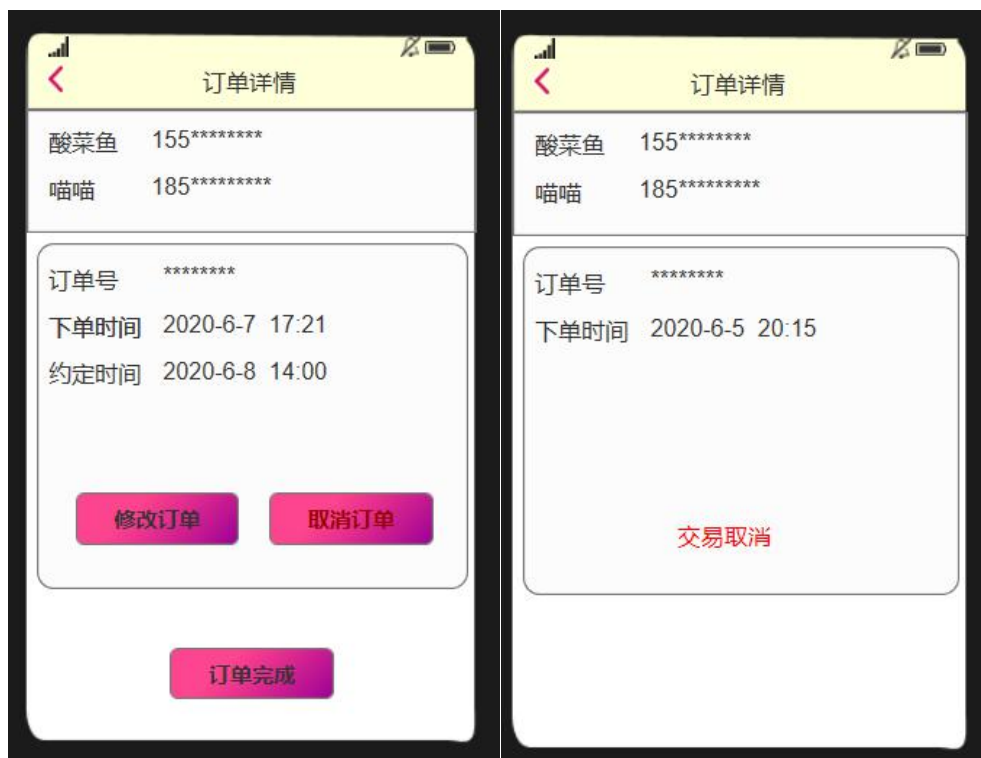 订单详情
酸菜鱼 155********
喵喵 185*********
订单号 ********
下单时间 2020-6-7 17:21
约定时间 2020-6-8 14:00
修改订单 取消订单
订单完成
订单详情
酸菜鱼 155********
喵喵 185*********
订单号 ********
下单时间 2020-6-5 20:15
交易取消